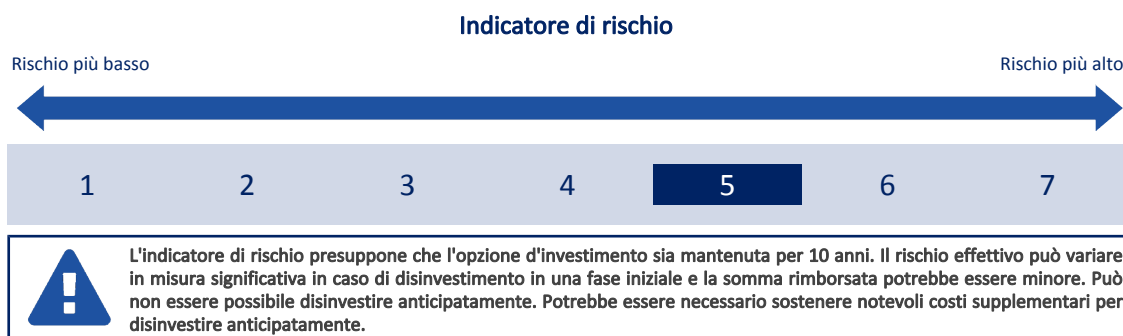 Indicatore di rischio
Rischio più basso
Rischio più alto
1 2 3 4 5 6 7
L'indicatore di rischio presuppone che l'opzione d'investimento sia mantenuta per 10 anni. Il rischio effettivo può variare
in misura significativa in caso di disinvestimento in una fase iniziale e la somma rimborsata potrebbe essere minore. Può
non essere possibile disinvestire anticipatamente. Potrebbe essere necessario sostenere notevoli costi supplementari per
disinvestire anticipatamente.